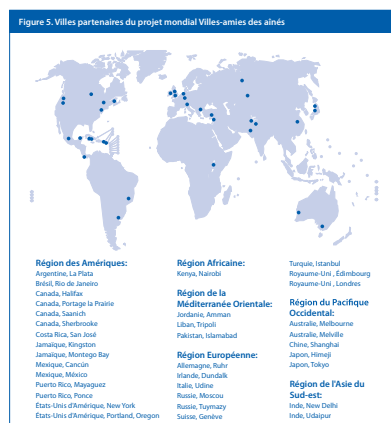 Figure 5. Villes partenaires du projet mondial Villes-amies des aînés
Région des Amériques:
Argentine, La Plata
Brésil, Rio de Janeiro
Canada, Halifax
Canada, Portage la Prairie
Canada, Saanich
Canada, Sherbrooke
Costa Rica, San José
Jamaïque, Kingston
Jamaïque, Montego Bay
Mexique, Cancún
Mexique, México
Puerto Rico, Mayaguez
Puerto Rico, Ponce
États-Unis d'Amérique, New York
États-Unis d'Amérique, Portland, Oregon
Région Africaine:
Kenya, Nairobi
Région de la
Méditerranée Orientale:
Jordanie, Amman
Liban, Tripoli
Pakistan, Islamabad
Région Européenne:
Allemagne, Ruhr
Irlande, Dundalk
Italie, Udine
Russie, Moscou
Russie, Tuymazy
Suisse, Genève
Turquie, Istanbul
Royaume-Uni , Édimbourg
Royaume-Uni , Londres
Région du Pacifique
Occidental:
Australie, Melbourne
Australie, Melville
Chine, Shanghai
Japon, Himeji
Japon, Tokyo
Région de l'Asie du
Sud-est:
Inde, New Delhi
Inde, Udaipur